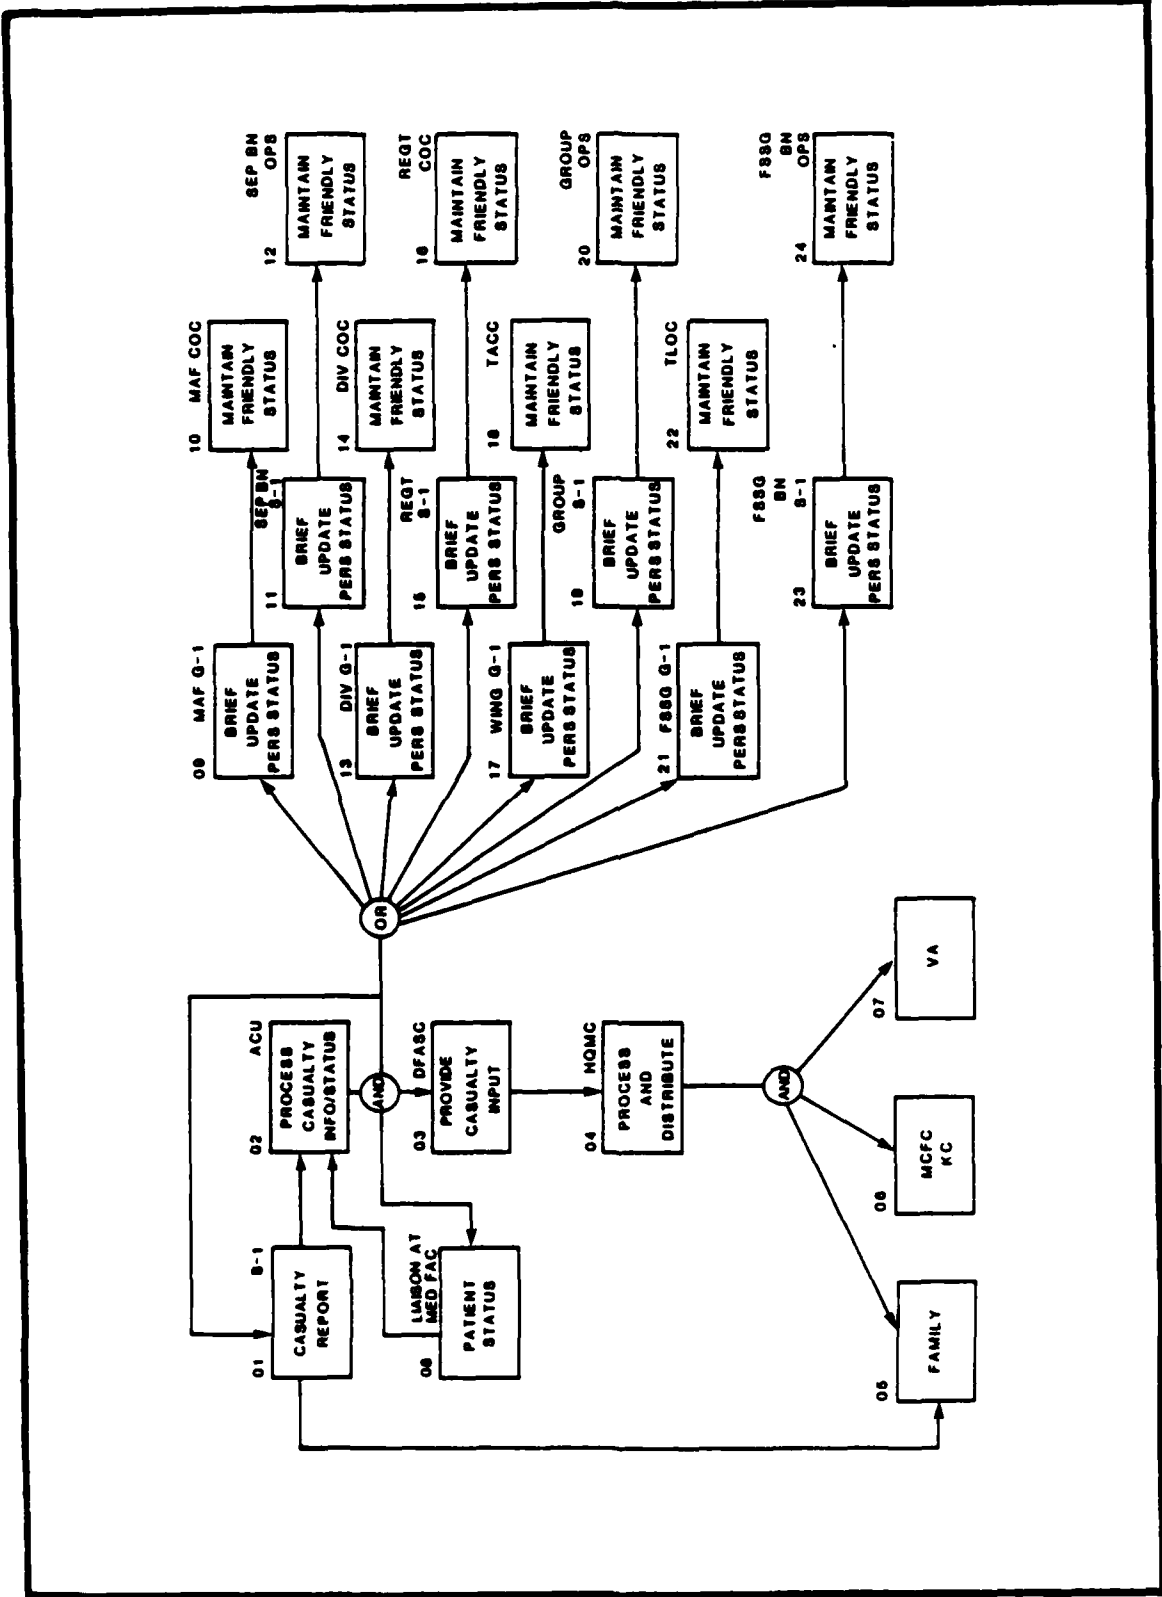 01 S-1
CASUALTY
REPORT
02 ACU
PROCESS
CASUALTY
INFO/STATUS
AND
03 DFASC
PROVIDE
CASUALTY
INPUT
04 HQMC
PROCESS
AND
DISTRIBUTE
AND
05
FAMILY
06
MCFC
KC
07
VA
LIAISON AT
08 MED FAC
PATIENT
STATUS
OR
09 MAF G-1
BRIEF
UPDATE
PERS STATUS
10 MAF COC
MAINTAIN
FRIENDLY
STATUS
SEP BN
11 S-1
BRIEF
UPDATE
PERS STATUS
SEP BN
12 OPS
MAINTAIN
FRIENDLY
STATUS
13 DIV G-1
BRIEF
UPDATE
PERS STATUS
14 DIV COC
MAINTAIN
FRIENDLY
STATUS
REGT
15 S-1
BRIEF
UPDATE
PERS STATUS
REGT
16 COC
MAINTAIN
FRIENDLY
STATUS
17 WING G-1
BRIEF
UPDATE
PERS STATUS
18 TACC
MAINTAIN
FRIENDLY
STATUS
GROUP
19 S-1
BRIEF
UPDATE
PERS STATUS
GROUP
20 OPS
MAINTAIN
FRIENDLY
STATUS
21 FSSG G-1
BRIEF
UPDATE
PERS STATUS
22 TLOC
MAINTAIN
FRIENDLY
STATUS
FSSG
BN
23 S-1
BRIEF
UPDATE
PERS STATUS
FSSG
BN
24 OPS
MAINTAIN
FRIENDLY
STATUS